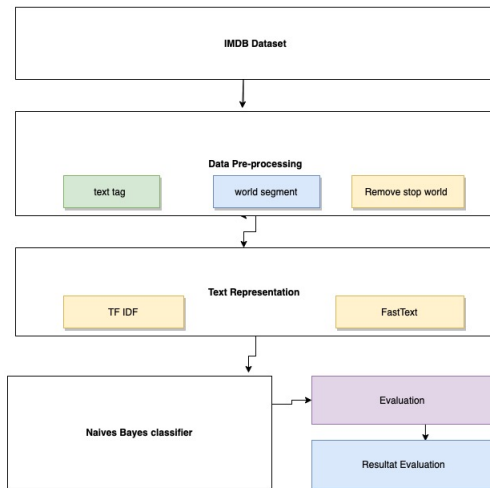 IMDB Dataset
Data Pre-processing
text tag
world segment
Remove stop world
Text Representation
TF IDF
FastText
Naives Bayes classifier
Evaluation
Resultat Evaluation